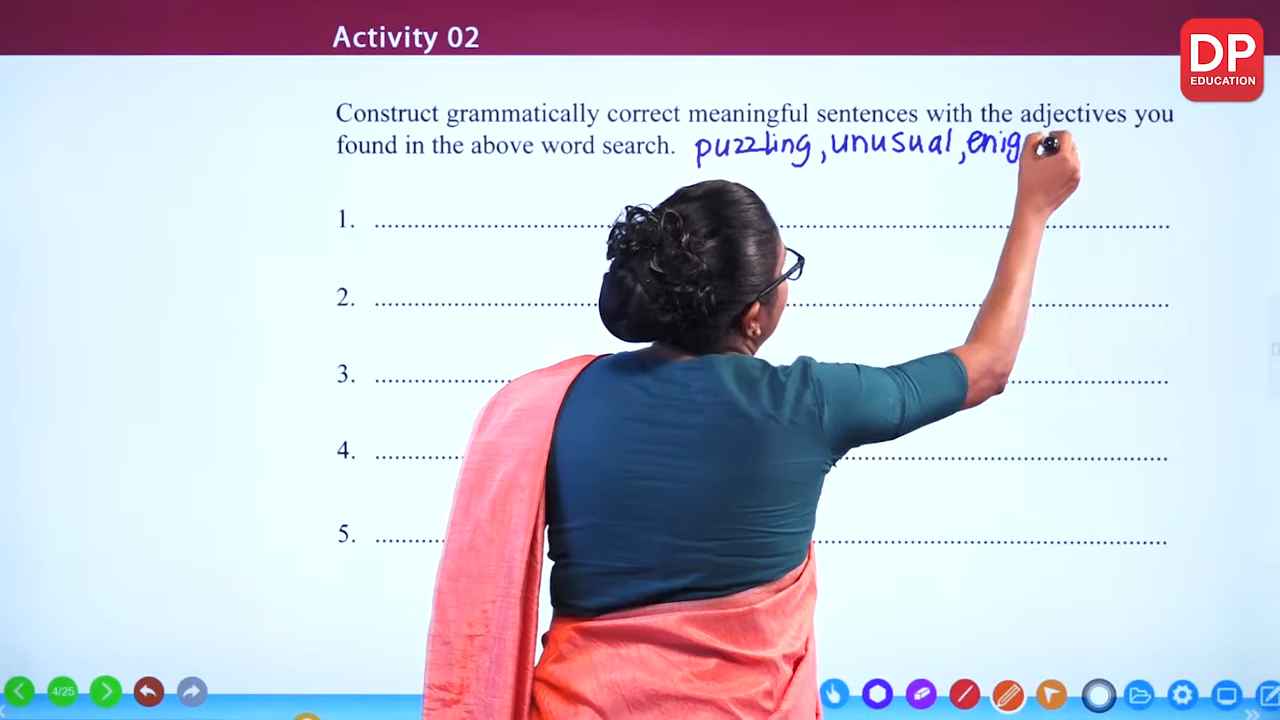 Activity 02
DP
EDUCATION
Construct grammatically correct meaningful sentences with the adjectives you
found in the above word search. puzzling, unusual, enig
1. ....................
2. ....................
3. ....................
4. ....................
5. ....................
4/25